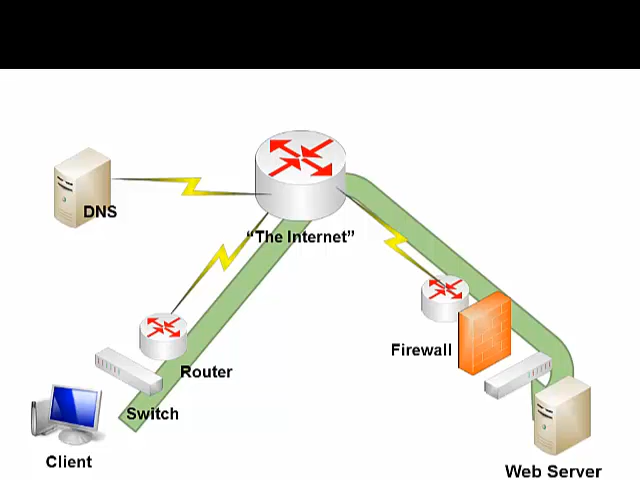 DNS
“The Internet”
Firewall
Router
Switch
Client
Web Server